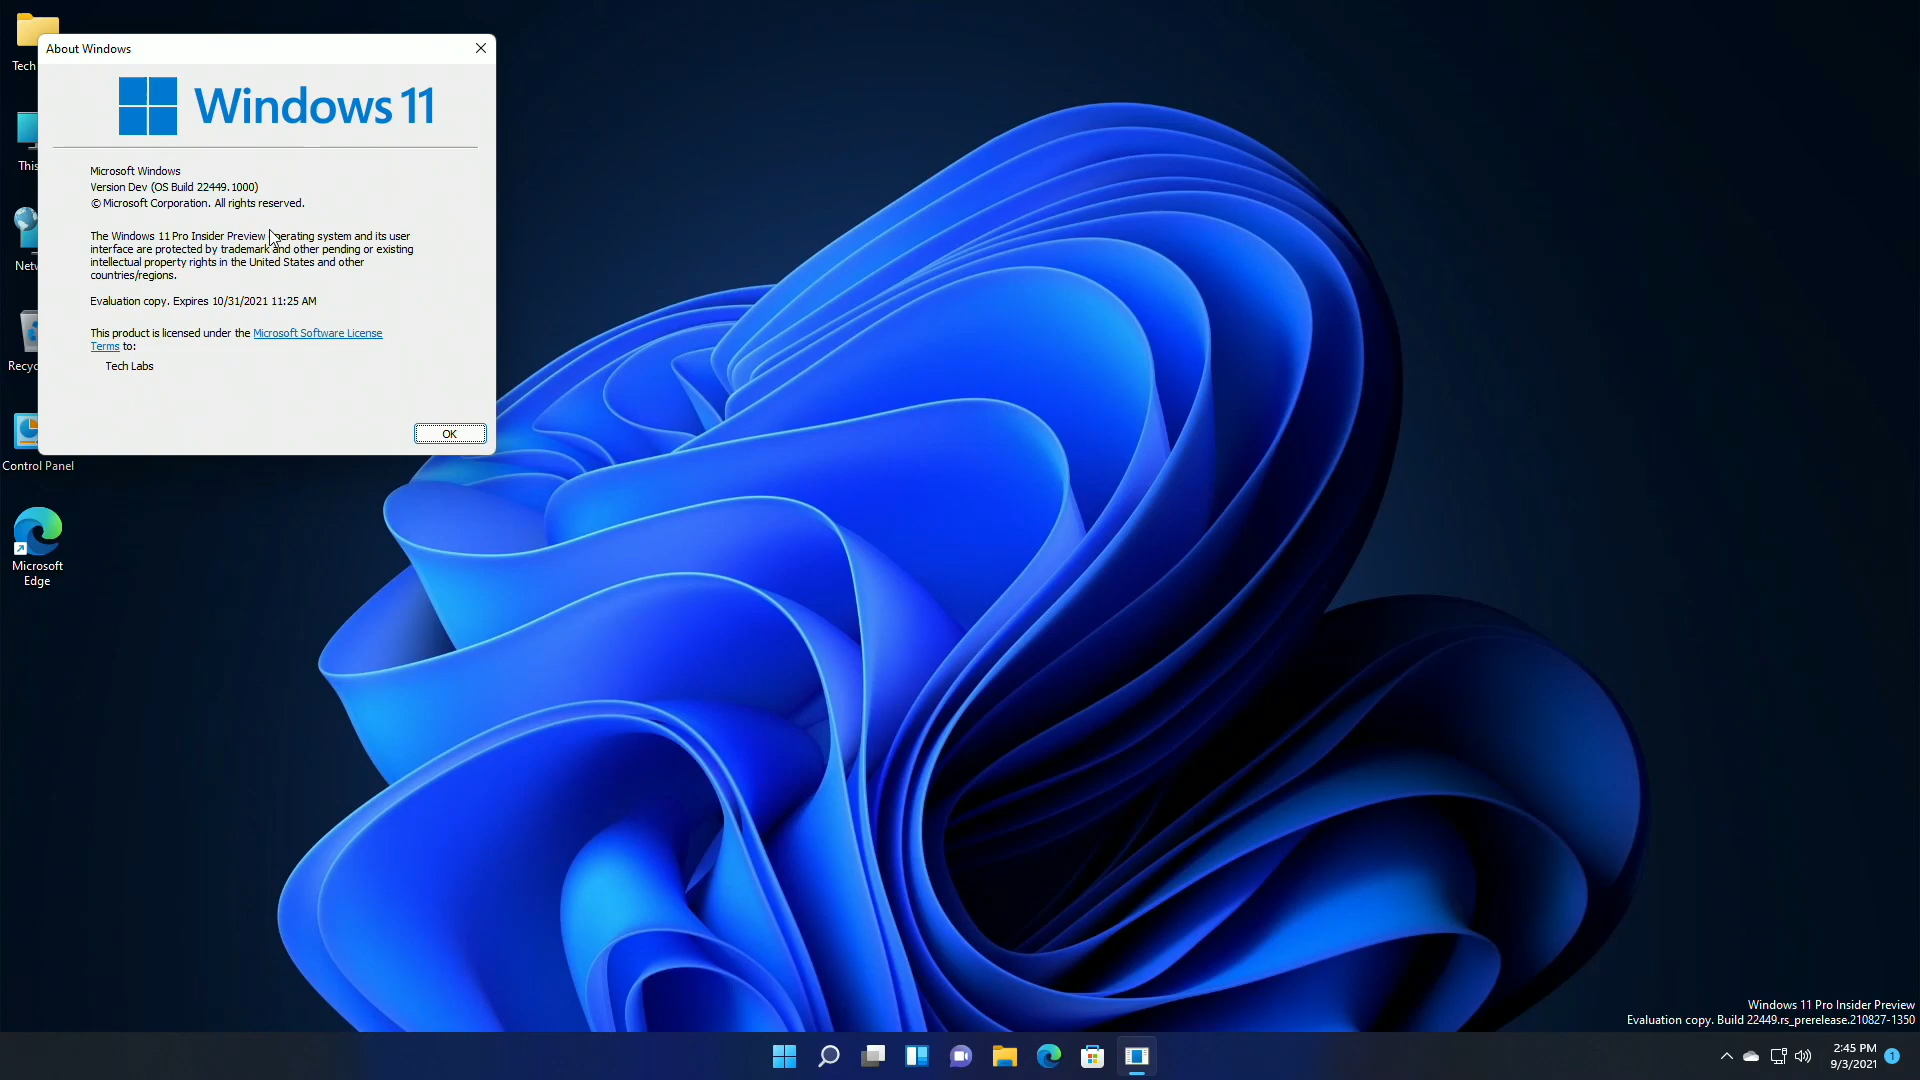 Tech
About Windows
Windows 11
Microsoft Windows
Version Dev (OS Build 22449.1000)
© Microsoft Corporation. All rights reserved.
The Windows 11 Pro Insider Preview operating system and its user
interface are protected by trademark and other pending or existing
intellectual property rights in the United States and other
countries/regions.
Evaluation copy. Expires 10/31/2021 11:25 AM
This product is licensed under the Microsoft Software License
Terms to:
Tech Labs
OK
This
Netw
Recyc
Control Panel
Microsoft
Edge
Windows 11 Pro Insider Preview
Evaluation copy. Build 22449.rs_prerelease.210827-1350
2:45 PM
9/3/2021
1